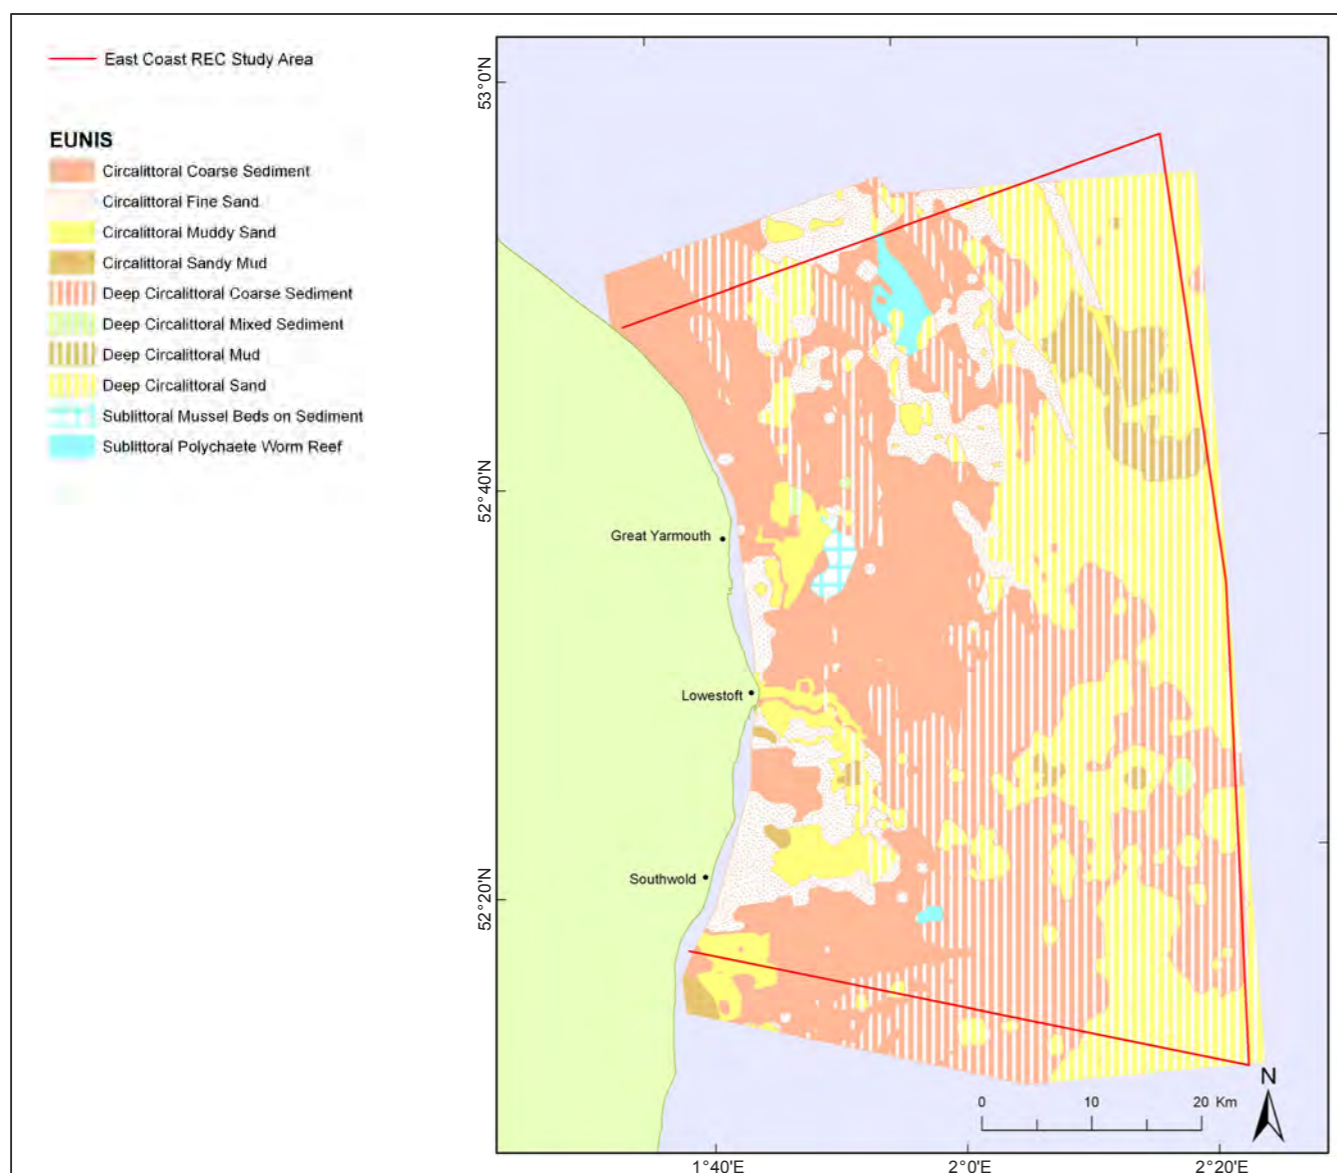 East Coast REC Study Area
EUNIS
Circalittoral Coarse Sediment
Circalittoral Fine Sand
Circalittoral Muddy Sand
Circalittoral Sandy Mud
Deep Circalittoral Coarse Sediment
Deep Circalittoral Mixed Sediment
Deep Circalittoral Mud
Deep Circalittoral Sand
Sublittoral Mussel Beds on Sediment
Sublittoral Polychaete Worm Reef
53°0'N
52°40'N
52°20'N
Great Yarmouth
Lowestoft
Southwold
N
0 10 20 Km
1°40'E 2°0'E 2°20'E